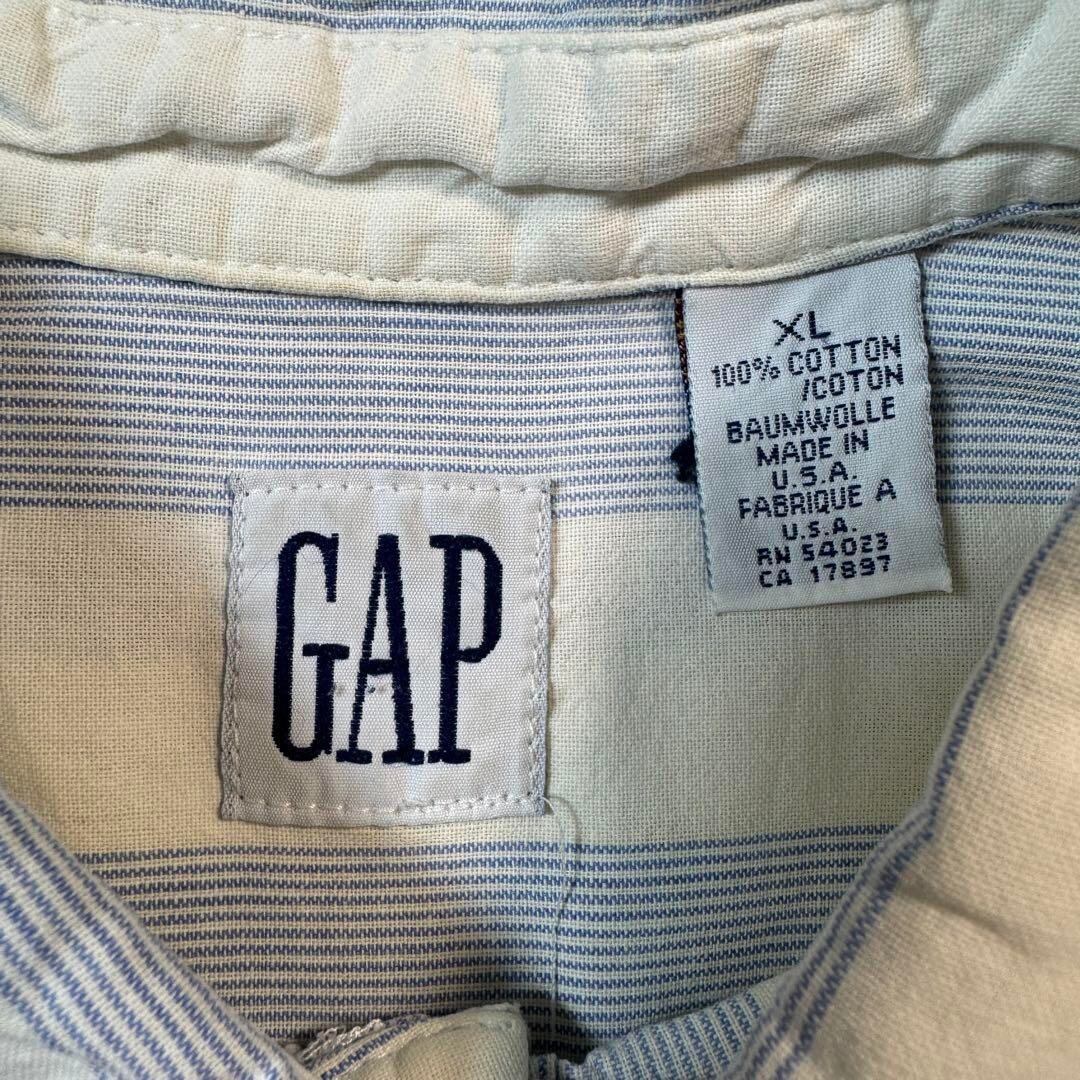 GAP
XL
100% COTTON
/COTON
BAUMWOLLE
MADE IN
U.S.A.
FABRIQUE A
U.S.A.
RN 54023
CA 17897